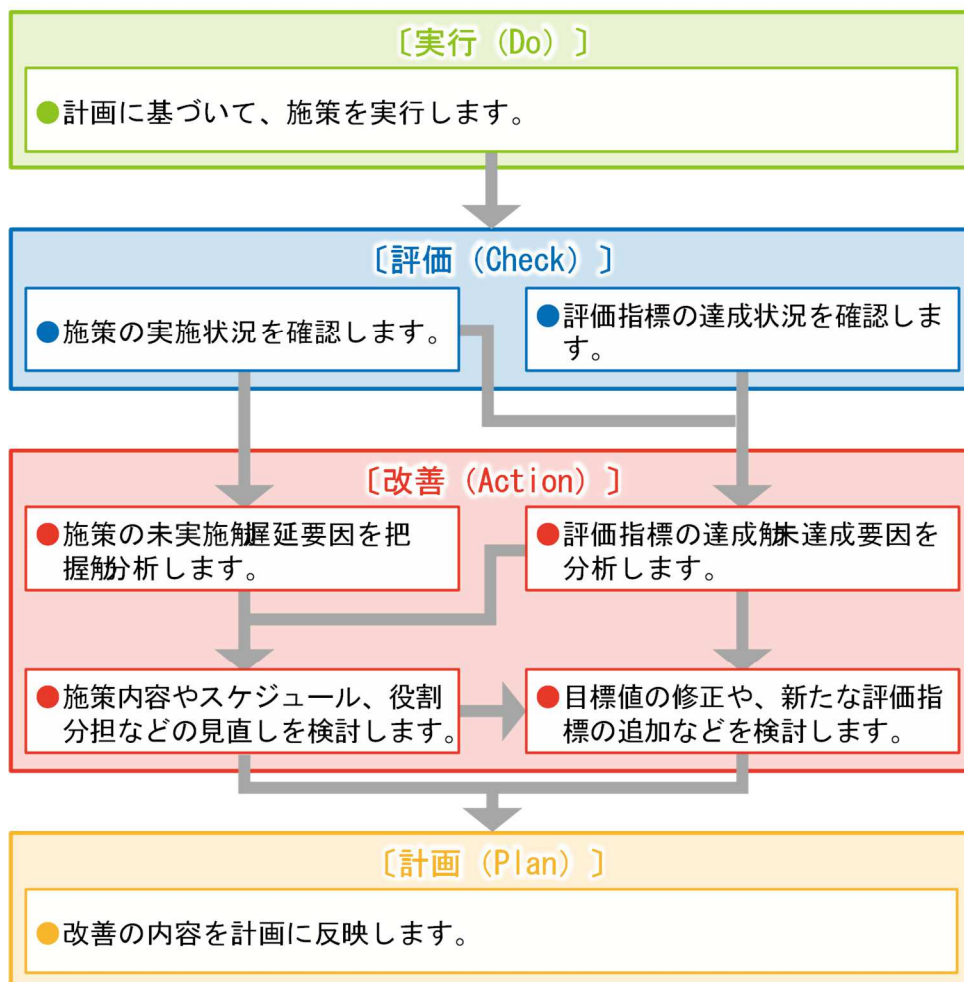 〔実行（Do）〕
●計画に基づいて、施策を実行します。
〔評価（Check）〕
●施策の実施状況を確認します。
●評価指標の達成状況を確認しま
す。
〔改善（Action）〕
●施策の未実施触遅延要因を把
握触分析します。
●評価指標の達成触未達成要因を
分析します。
●施策内容やスケジュール、役割
分担などの見直しを検討します。
●目標値の修正や、新たな評価指
標の追加などを検討します。
〔計画（Plan）〕
●改善の内容を計画に反映します。